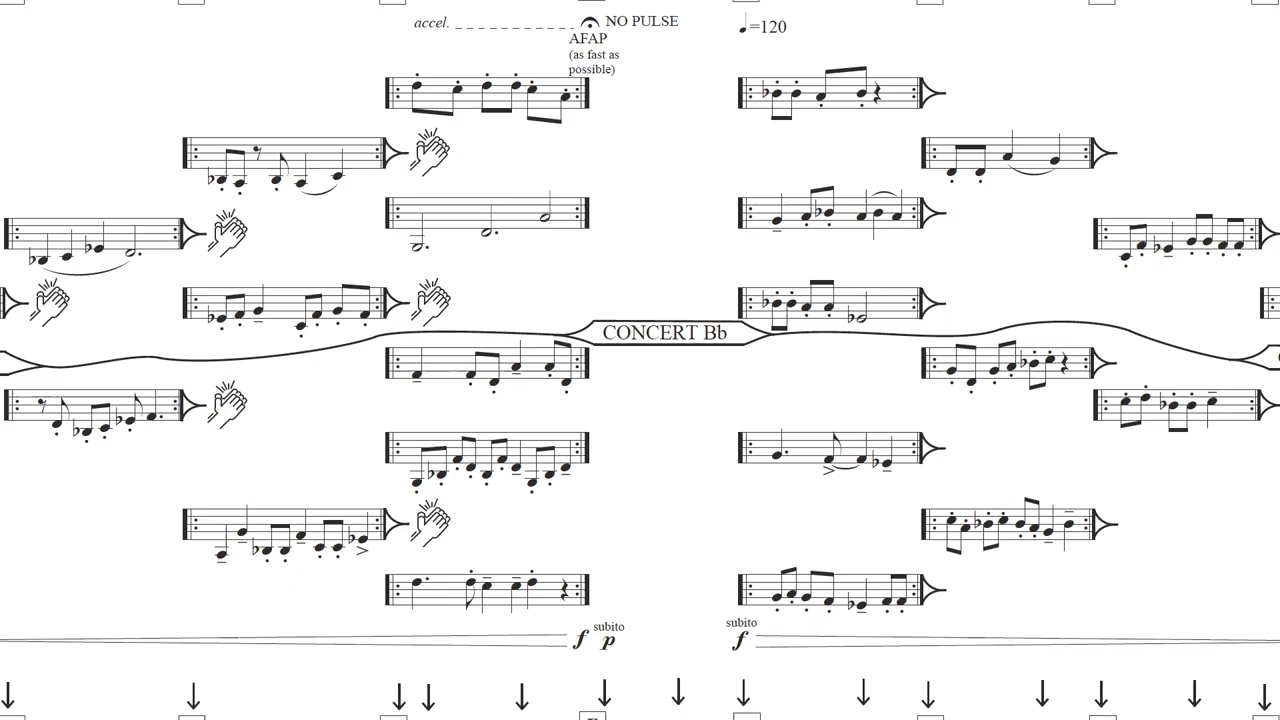 accel. NO PULSE
AFAP
(as fast as
possible)
=120
CONCERT Bb
subito
f p
subito
f